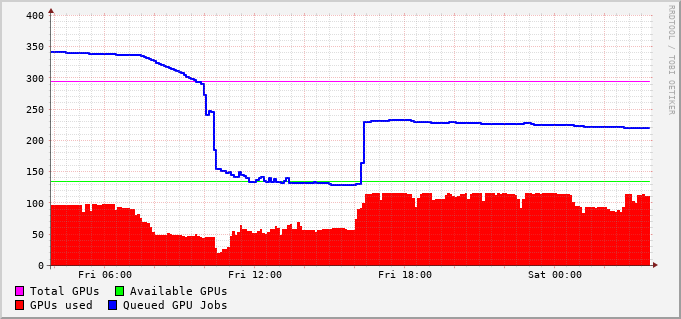 400
350
300
250
200
150
100
50
0
Fri 06:00 Fri 12:00 Fri 18:00 Sat 00:00
Total GPUs Available GPUs
GPUs used Queued GPU Jobs
RRDTOOL / TOBI OETIKER